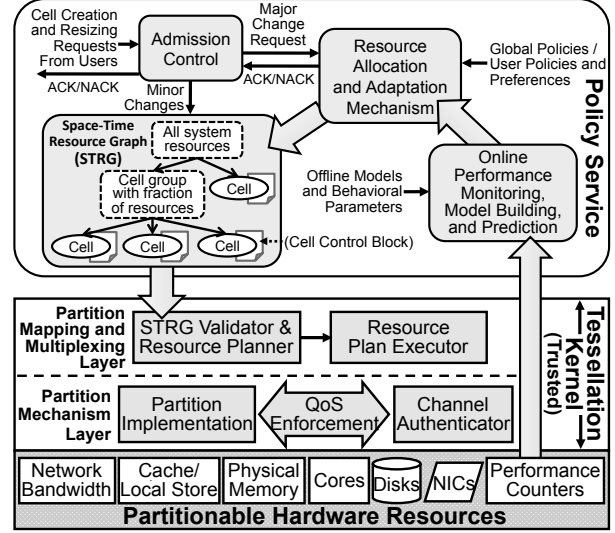 Cell Creation
and Resizing
Requests
From Users
ACK/NACK
Admission
Control
Major
Change
Request
ACK/NACK
Minor
Changes
Resource
Allocation
and Adaptation
Mechanism
Global Policies /
User Policies and
Preferences
Policy Service
Space-Time
Resource Graph
(STRG)
All system
resources
Cell group
with fraction
of resources
Cell
Cell
Cell
Cell
(Cell Control Block)
Offline Models
and Behavioral
Parameters
Online
Performance
Monitoring,
Model Building,
and Prediction
Partition
Mapping and
Multiplexing
Layer
STRG Validator &
Resource Planner
Resource
Plan Executor
Tessellation
Kernel
(Trusted)
Partition
Mechanism
Layer
Partition
Implementation
QoS
Enforcement
Channel
Authenticator
Network
Bandwidth
Cache/
Local Store
Physical
Memory
Cores
Disks
NICs
Performance
Counters
Partitionable Hardware Resources